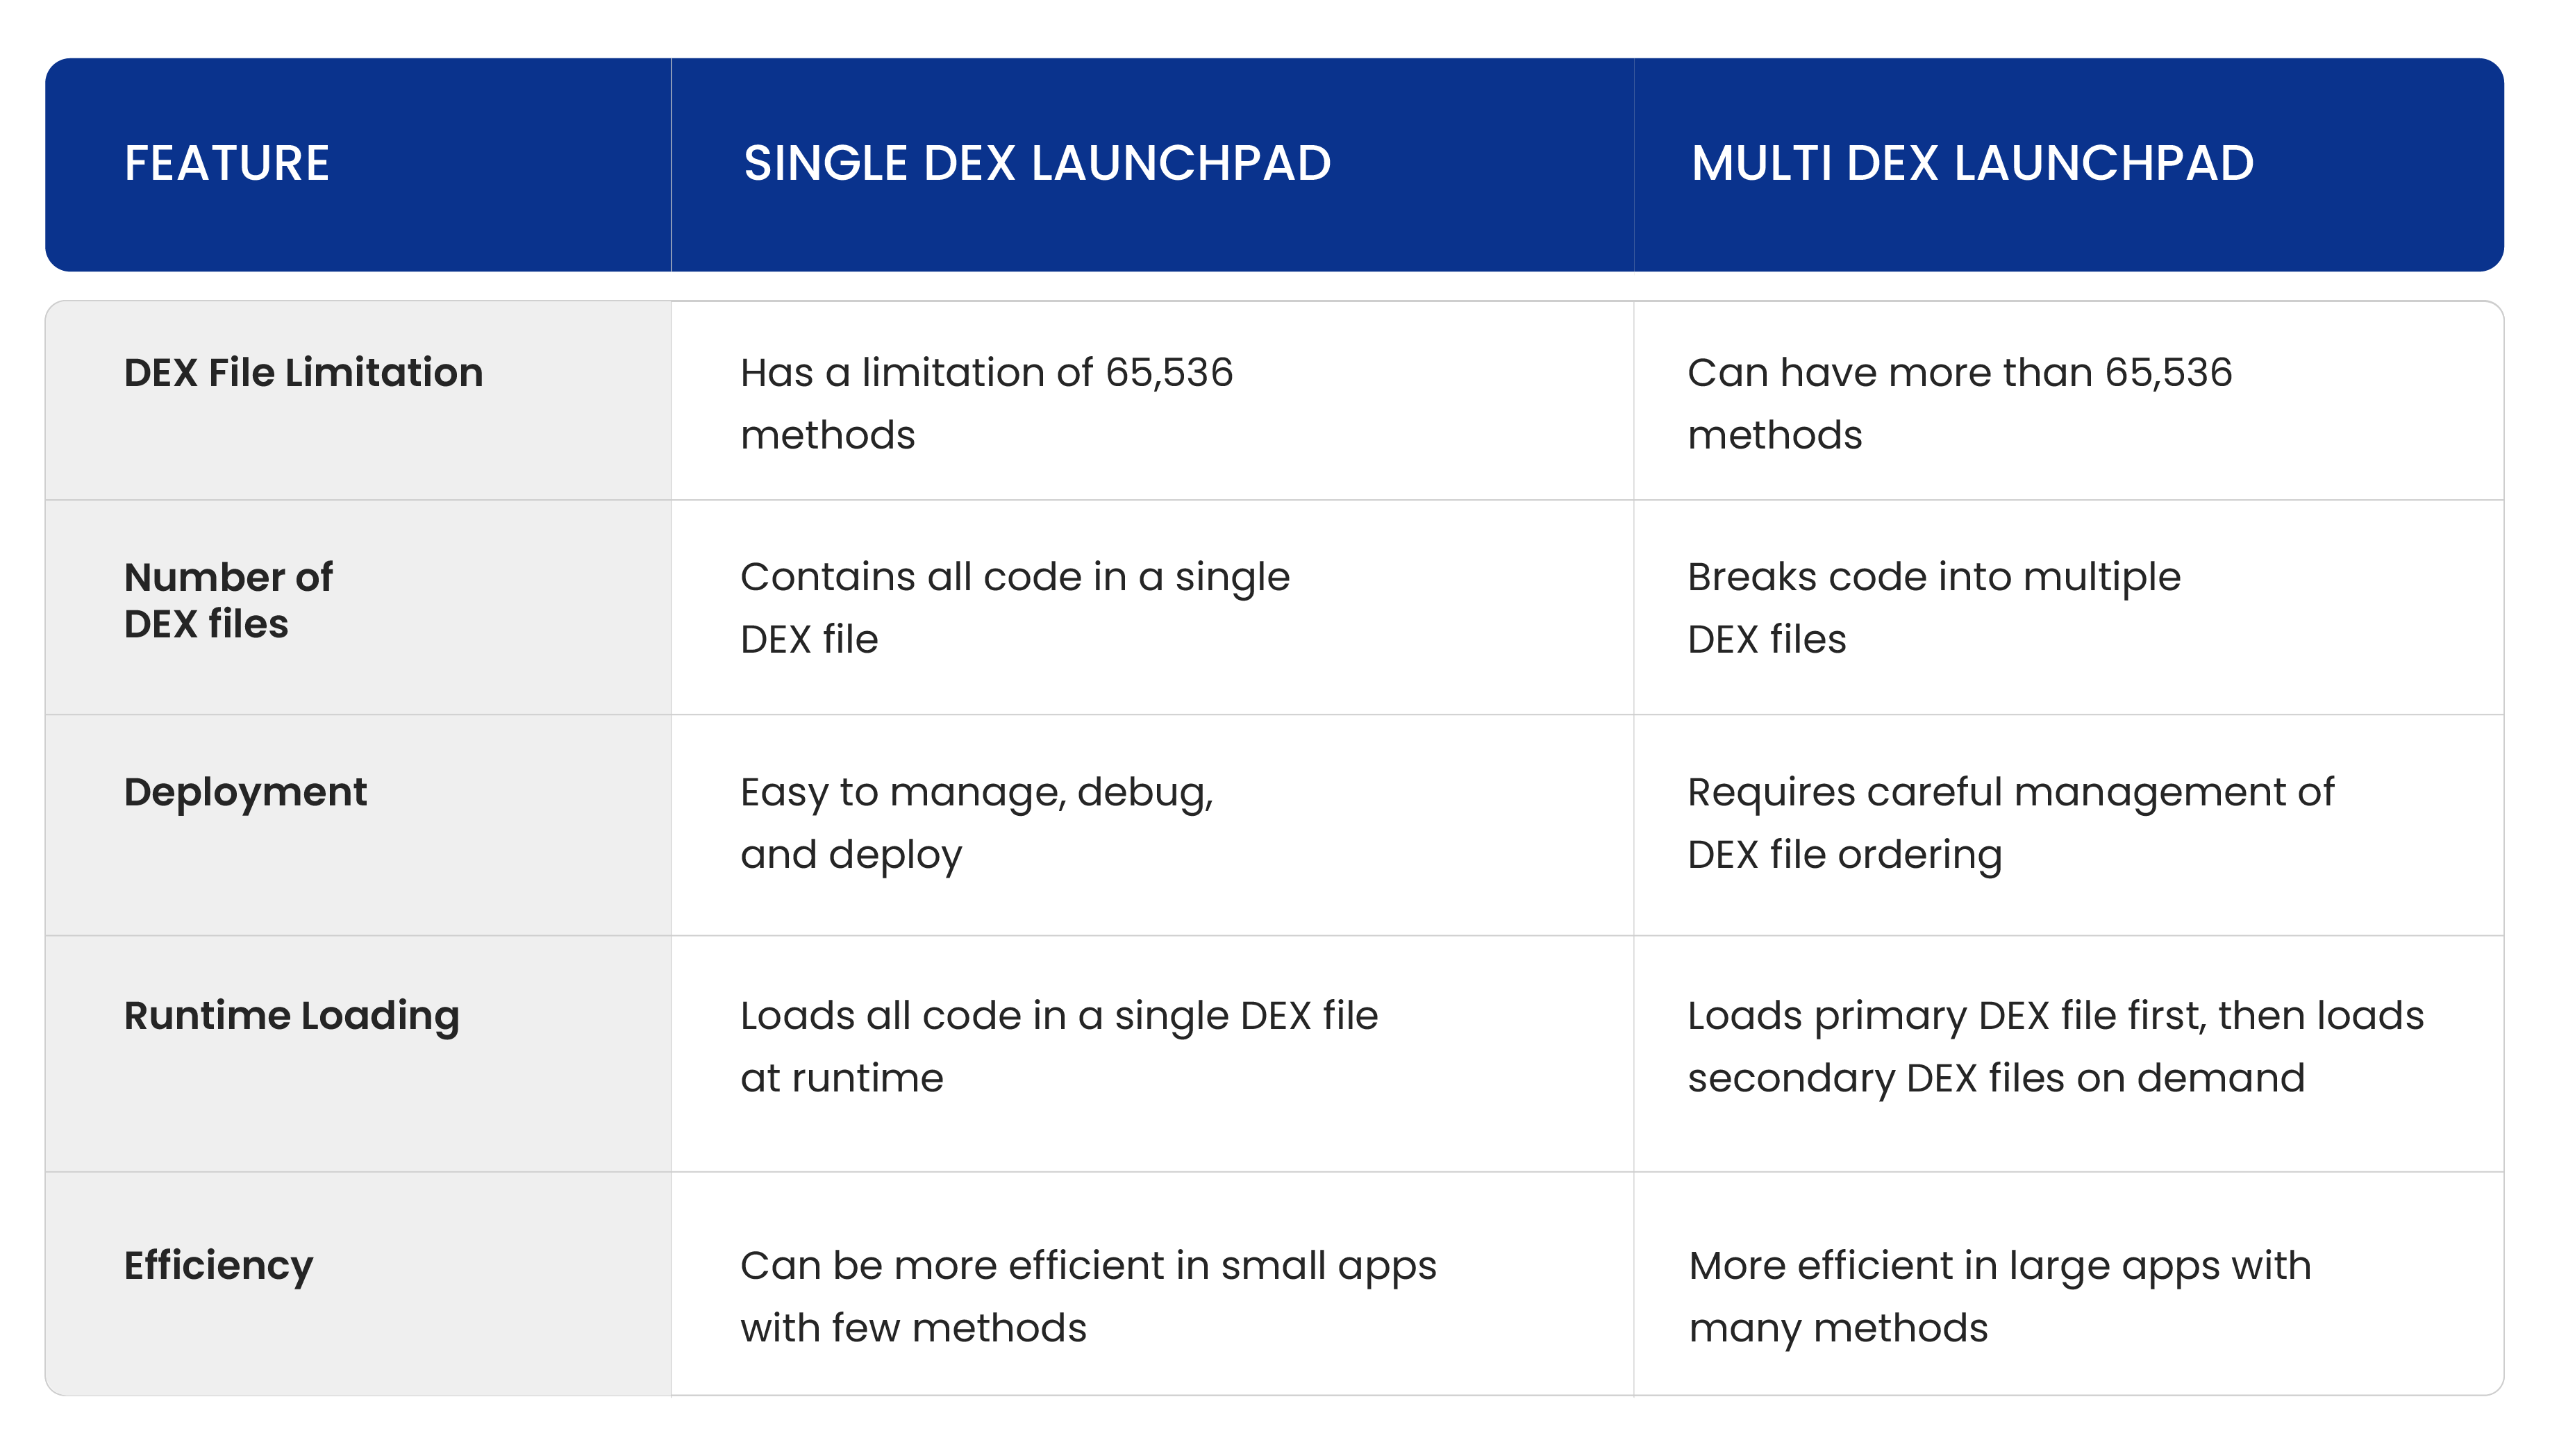 FEATURE
SINGLE DEX LAUNCHPAD
MULTI DEX LAUNCHPAD
DEX File Limitation
Has a limitation of 65,536
methods
Can have more than 65,536
methods
Number of
DEX files
Contains all code in a single
DEX file
Breaks code into multiple
DEX files
Deployment
Easy to manage, debug,
and deploy
Requires careful management of
DEX file ordering
Runtime Loading
Loads all code in a single DEX file
at runtime
Loads primary DEX file first, then loads
secondary DEX files on demand
Efficiency
Can be more efficient in small apps
with few methods
More efficient in large apps with
many methods